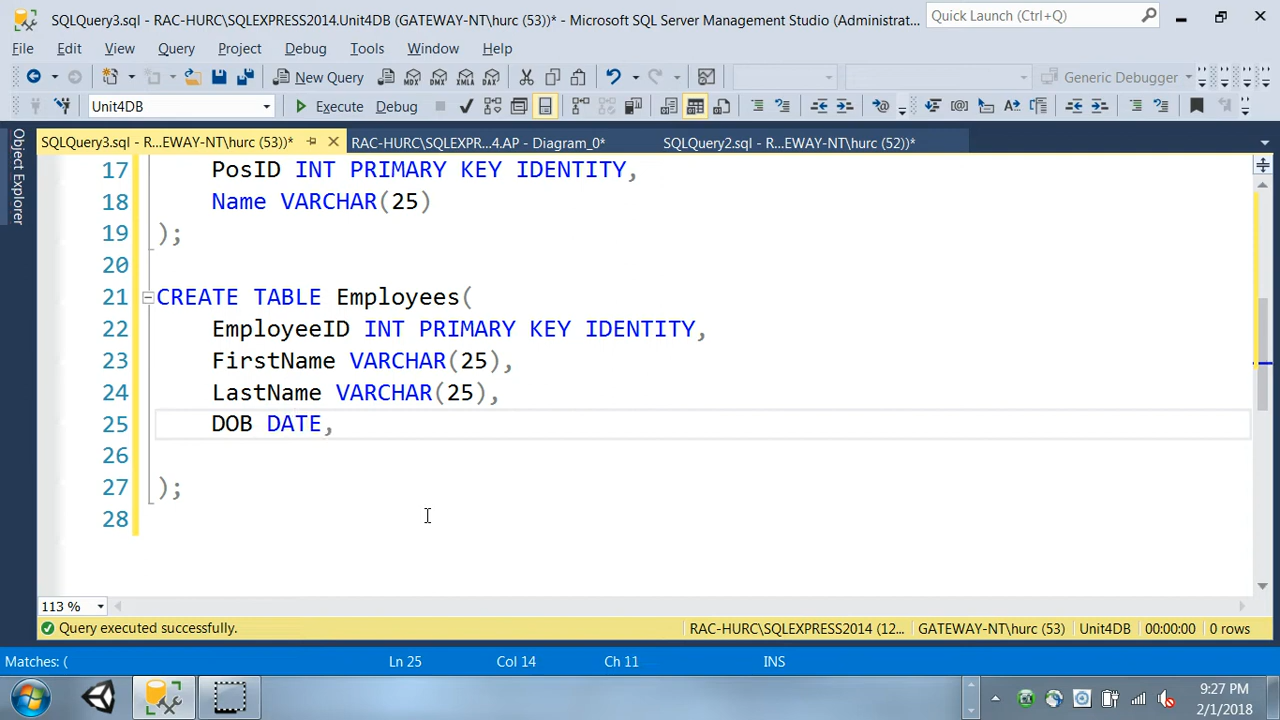 SQLQuery3.sql - RAC-HURC\SQLEXPRESS2014.Unit4DB (GATEWAY-NT\hurc (53))* - Microsoft SQL Server Management Studio (Administrat...
Quick Launch (Ctrl+Q)
File Edit View Query Project Debug Tools Window Help
New Query
Generic Debugger
Unit4DB
Execute Debug
SQLQuery3.sql - R...EWAY-NT\hurc (53))*
RAC-HURC\SQLEXPR...4.AP - Diagram_0*
SQLQuery2.sql - R...EWAY-NT\hurc (52))*
Object Explorer
17 PosID INT PRIMARY KEY IDENTITY,
18 Name VARCHAR(25)
19 );
20
21 CREATE TABLE Employees(
22 EmployeeID INT PRIMARY KEY IDENTITY,
23 FirstName VARCHAR(25),
24 LastName VARCHAR(25),
25 DOB DATE,
26
27 );
28
113 %
Query executed successfully.
RAC-HURC\SQLEXPRESS2014 (12... GATEWAY-NT\hurc (53) Unit4DB 00:00:00 0 rows
Matches: ( Ln 25 Col 14 Ch 11 INS
9:27 PM
2/1/2018